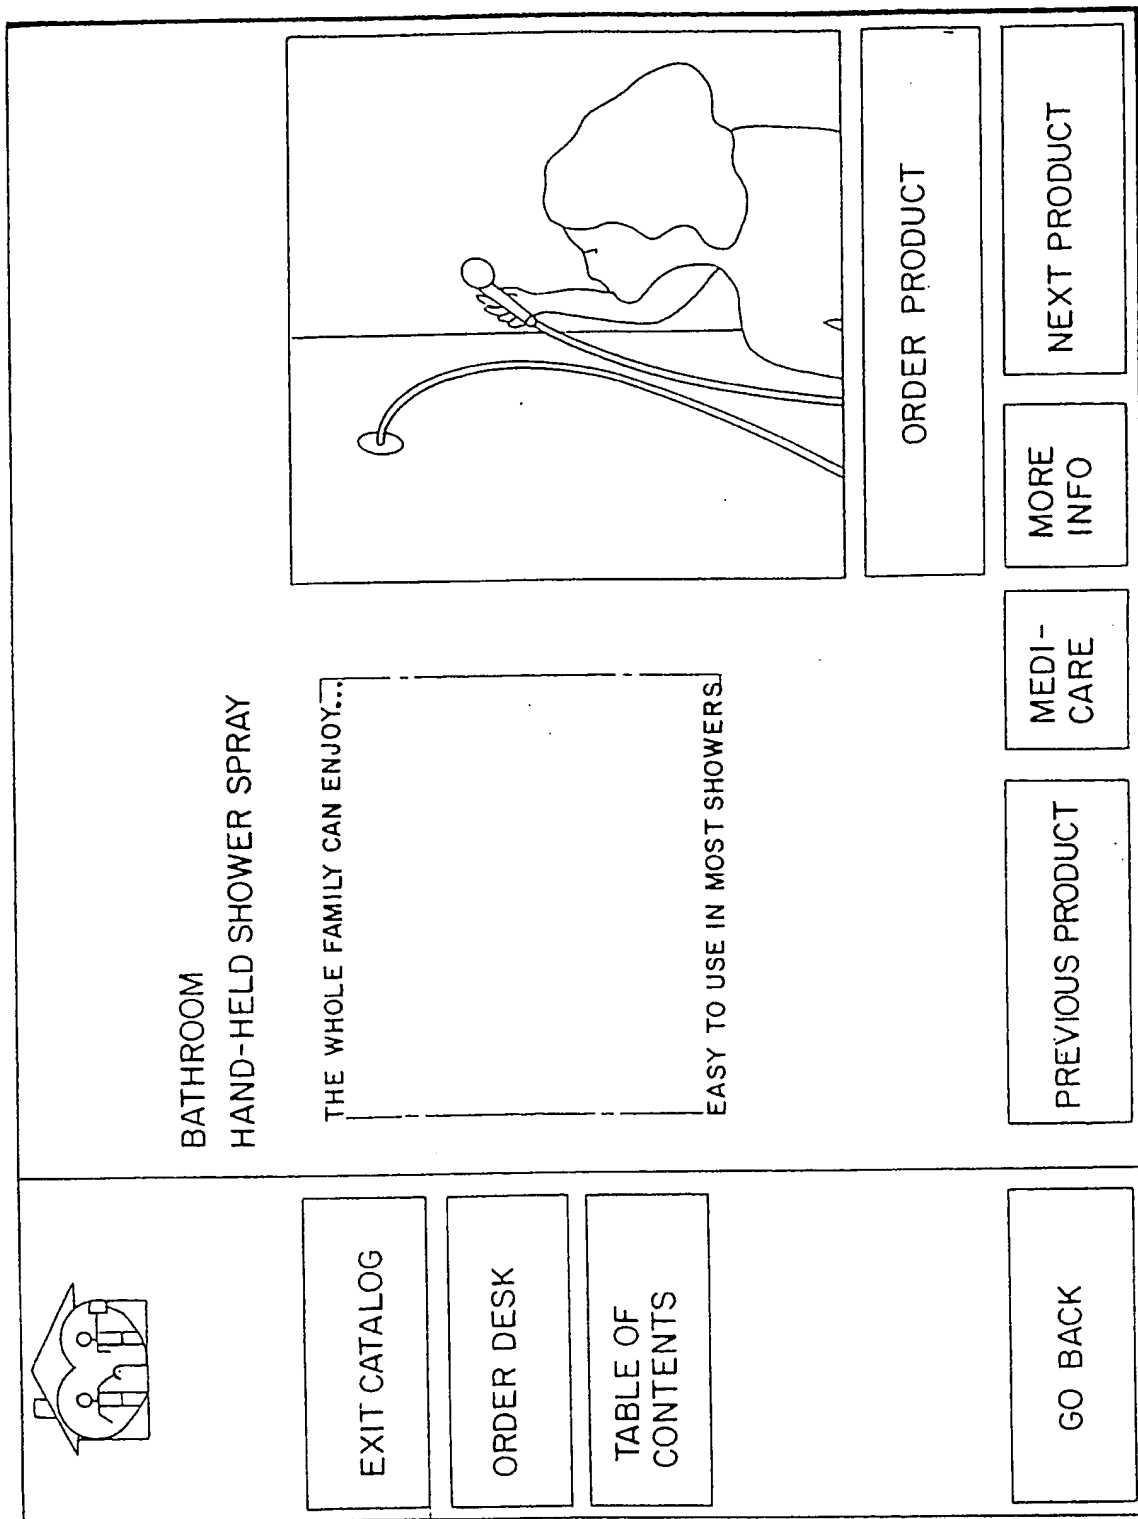 BATHROOM
HAND-HELD SHOWER SPRAY
THE WHOLE FAMILY CAN ENJOY...
EASY TO USE IN MOST SHOWERS
EXIT CATALOG
ORDER DESK
TABLE OF
CONTENTS
GO BACK
ORDER PRODUCT
PREVIOUS PRODUCT
MEDI-
CARE
MORE
INFO
NEXT PRODUCT